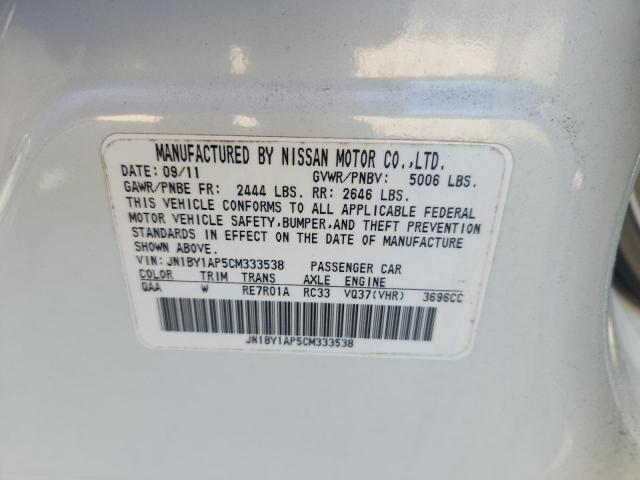 MANUFACTURED BY NISSAN MOTOR CO.,LTD.
DATE: 09/11 GVWR/PNBV: 5006 LBS.
GAWR/PNBE FR: 2444 LBS. RR: 2646 LBS.
THIS VEHICLE CONFORMS TO ALL APPLICABLE FEDERAL
MOTOR VEHICLE SAFETY, BUMPER, AND THEFT PREVENTION
STANDARDS IN EFFECT ON THE DATE OF MANUFACTURE
SHOWN ABOVE.
VIN: JN1BY1AP5CM333538 PASSENGER CAR
COLOR TRIM TRANS AXLE ENGINE
QAA W RE7R01A RC33 VQ37(VHR) 3696CC
JN1BY1AP5CM333538